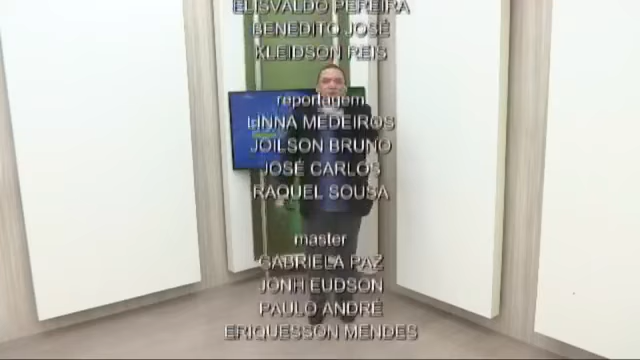 ELISVALDO PEREIRA
BENEDITO JOSÉ
KLEIDSON REIS
reportagem
LINNA MEDEIROS
JOILSON BRUNO
JOSÉ CARLOS
RAQUEL SOUSA
master
GABRIELA PAZ
JONH EUDSON
PAULO ANDRÉ
ERIQUESSON MENDES